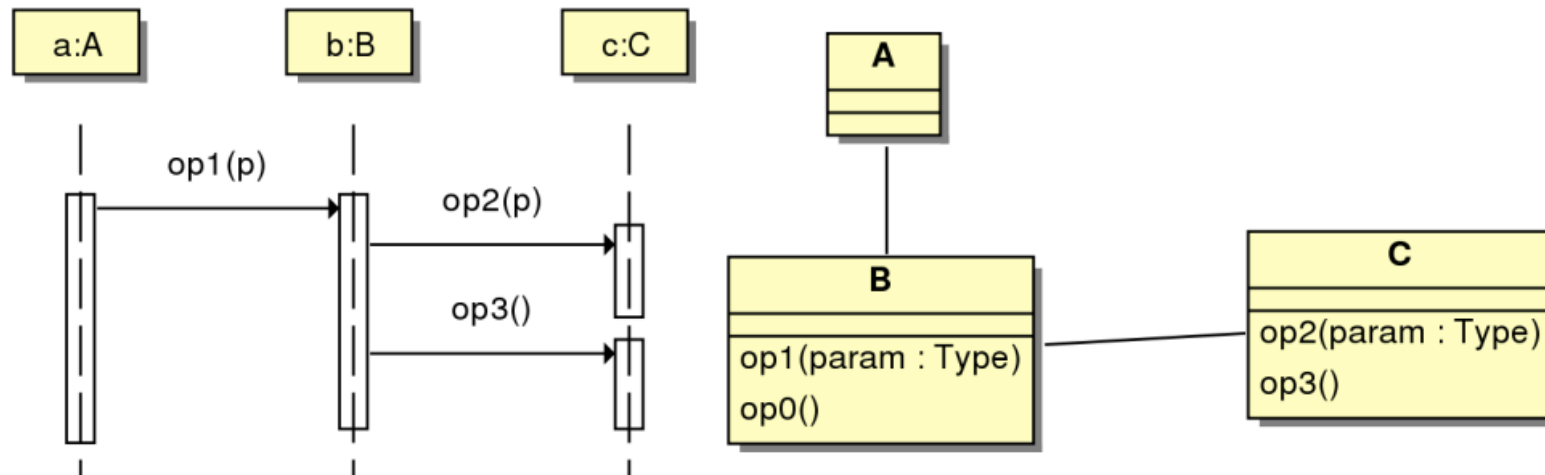 a:A
b:B
c:C
op1(p)
op2(p)
op3()
A
B
op1(param : Type)
op0()
C
op2(param : Type)
op3()